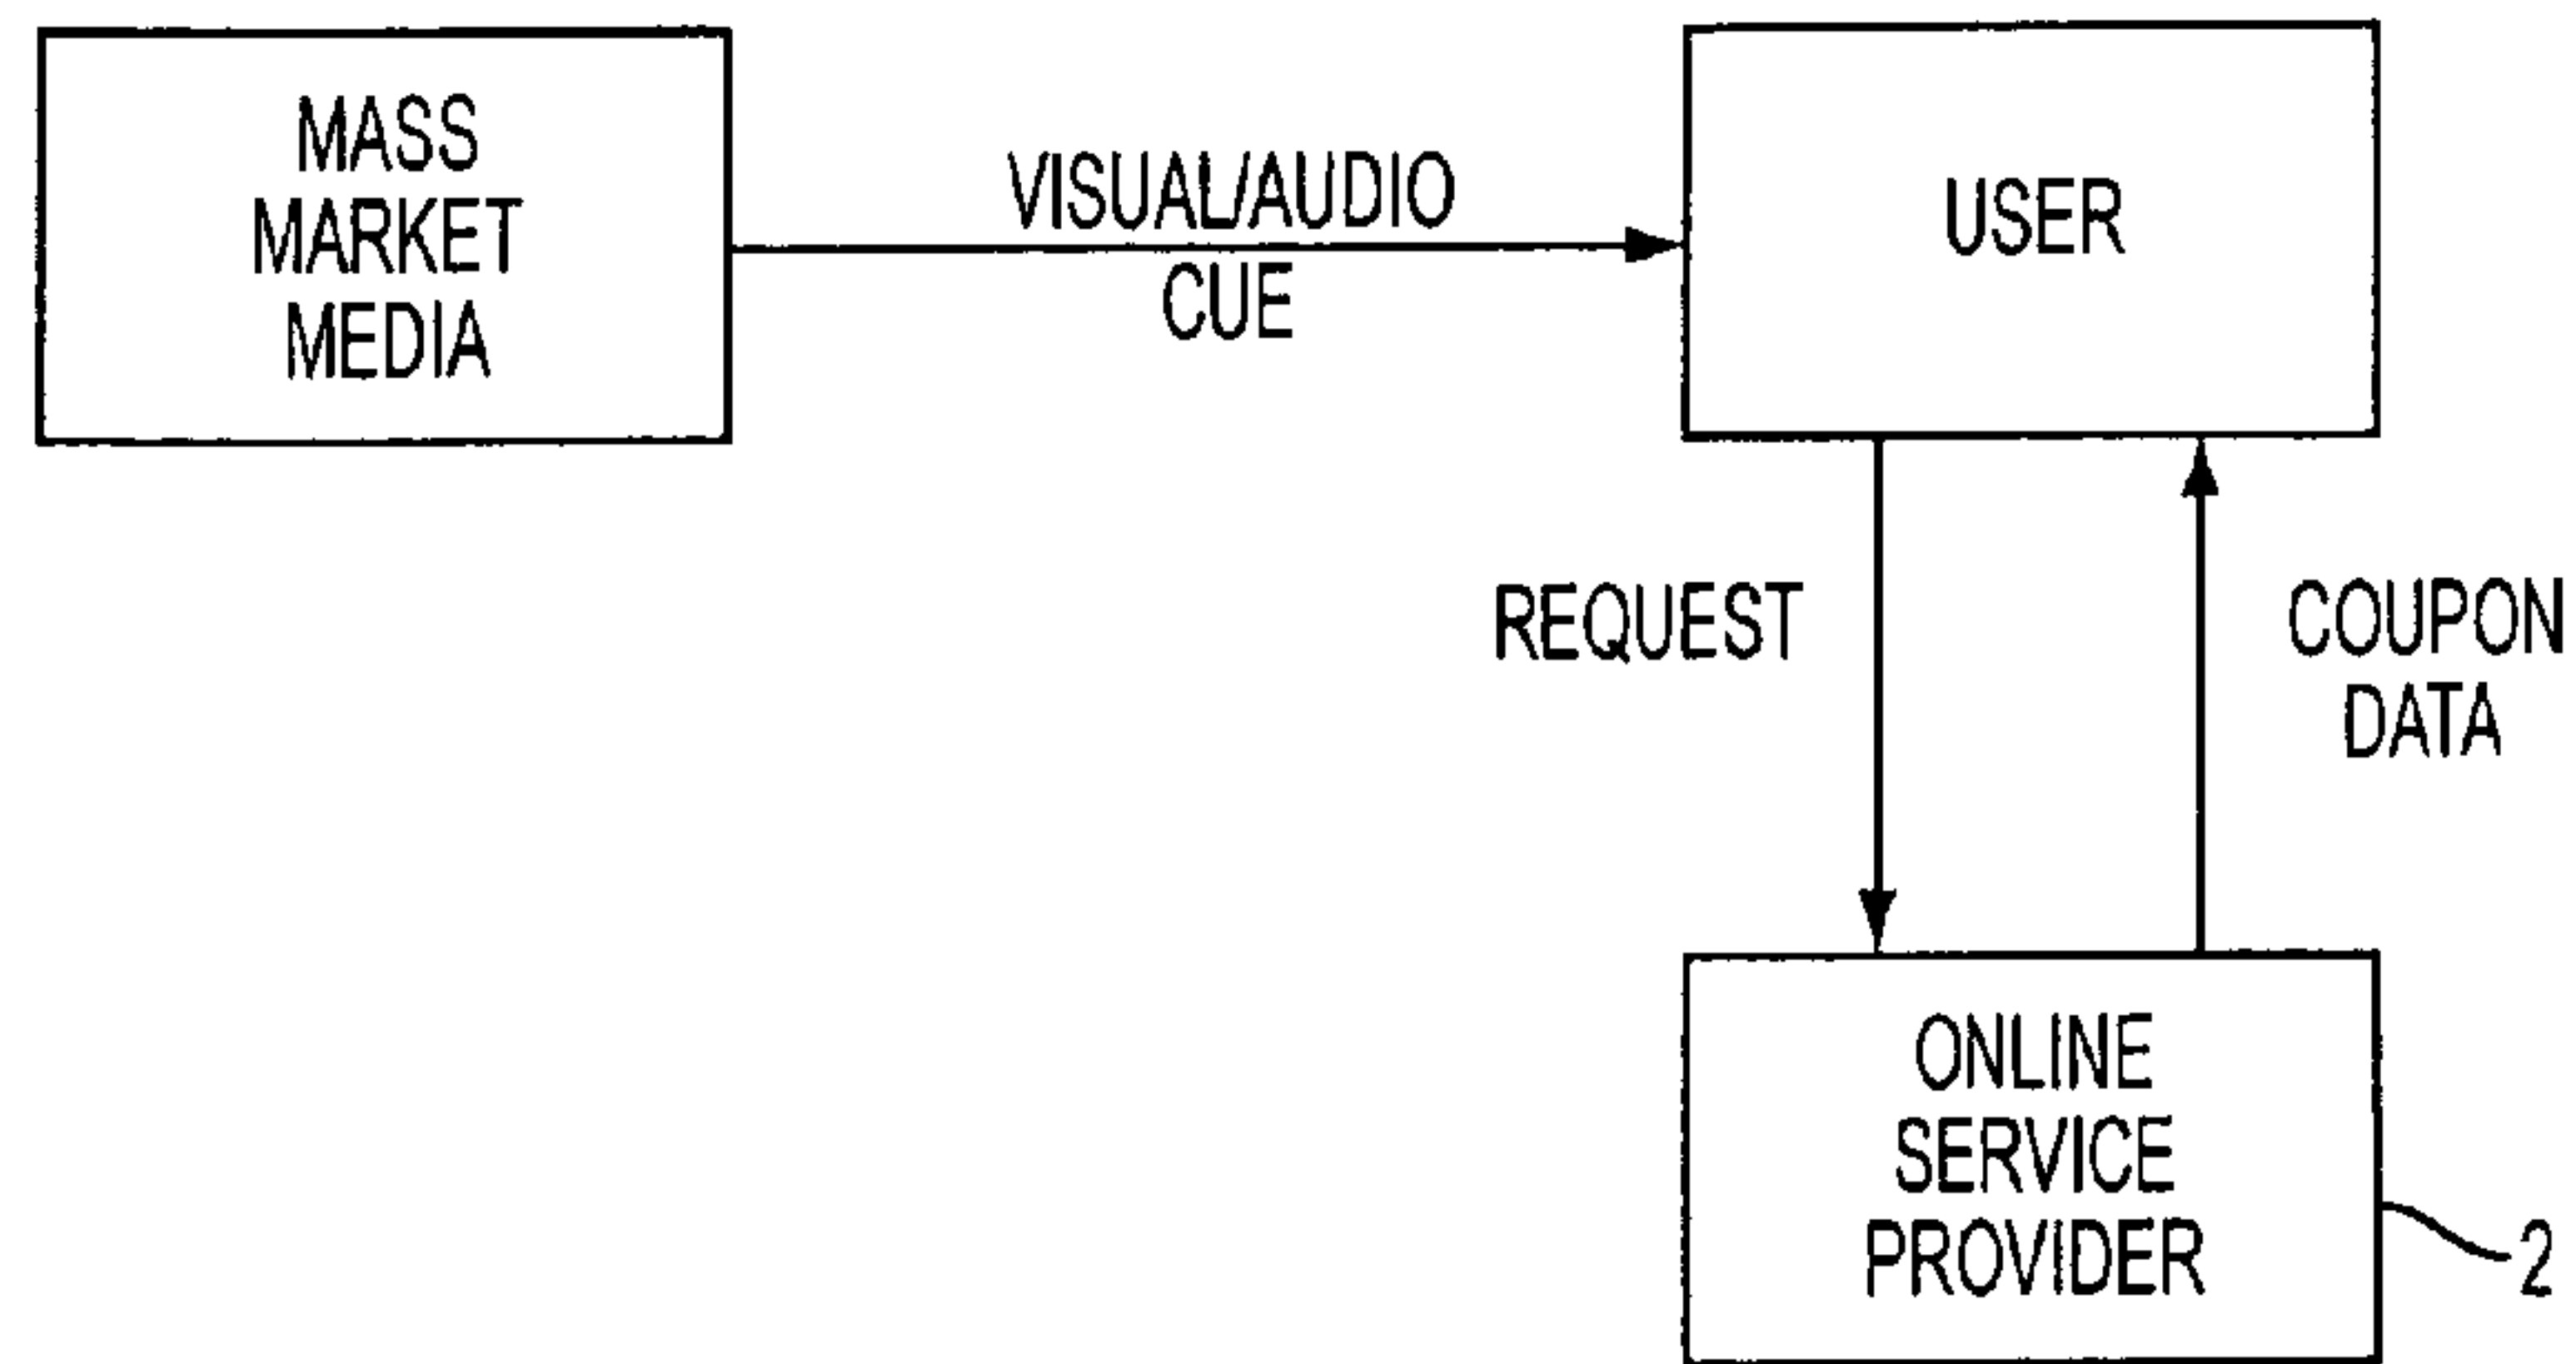 MASS
MARKET
MEDIA
VISUAL/AUDIO
CUE
USER
REQUEST
COUPON
DATA
ONLINE
SERVICE
PROVIDER
2